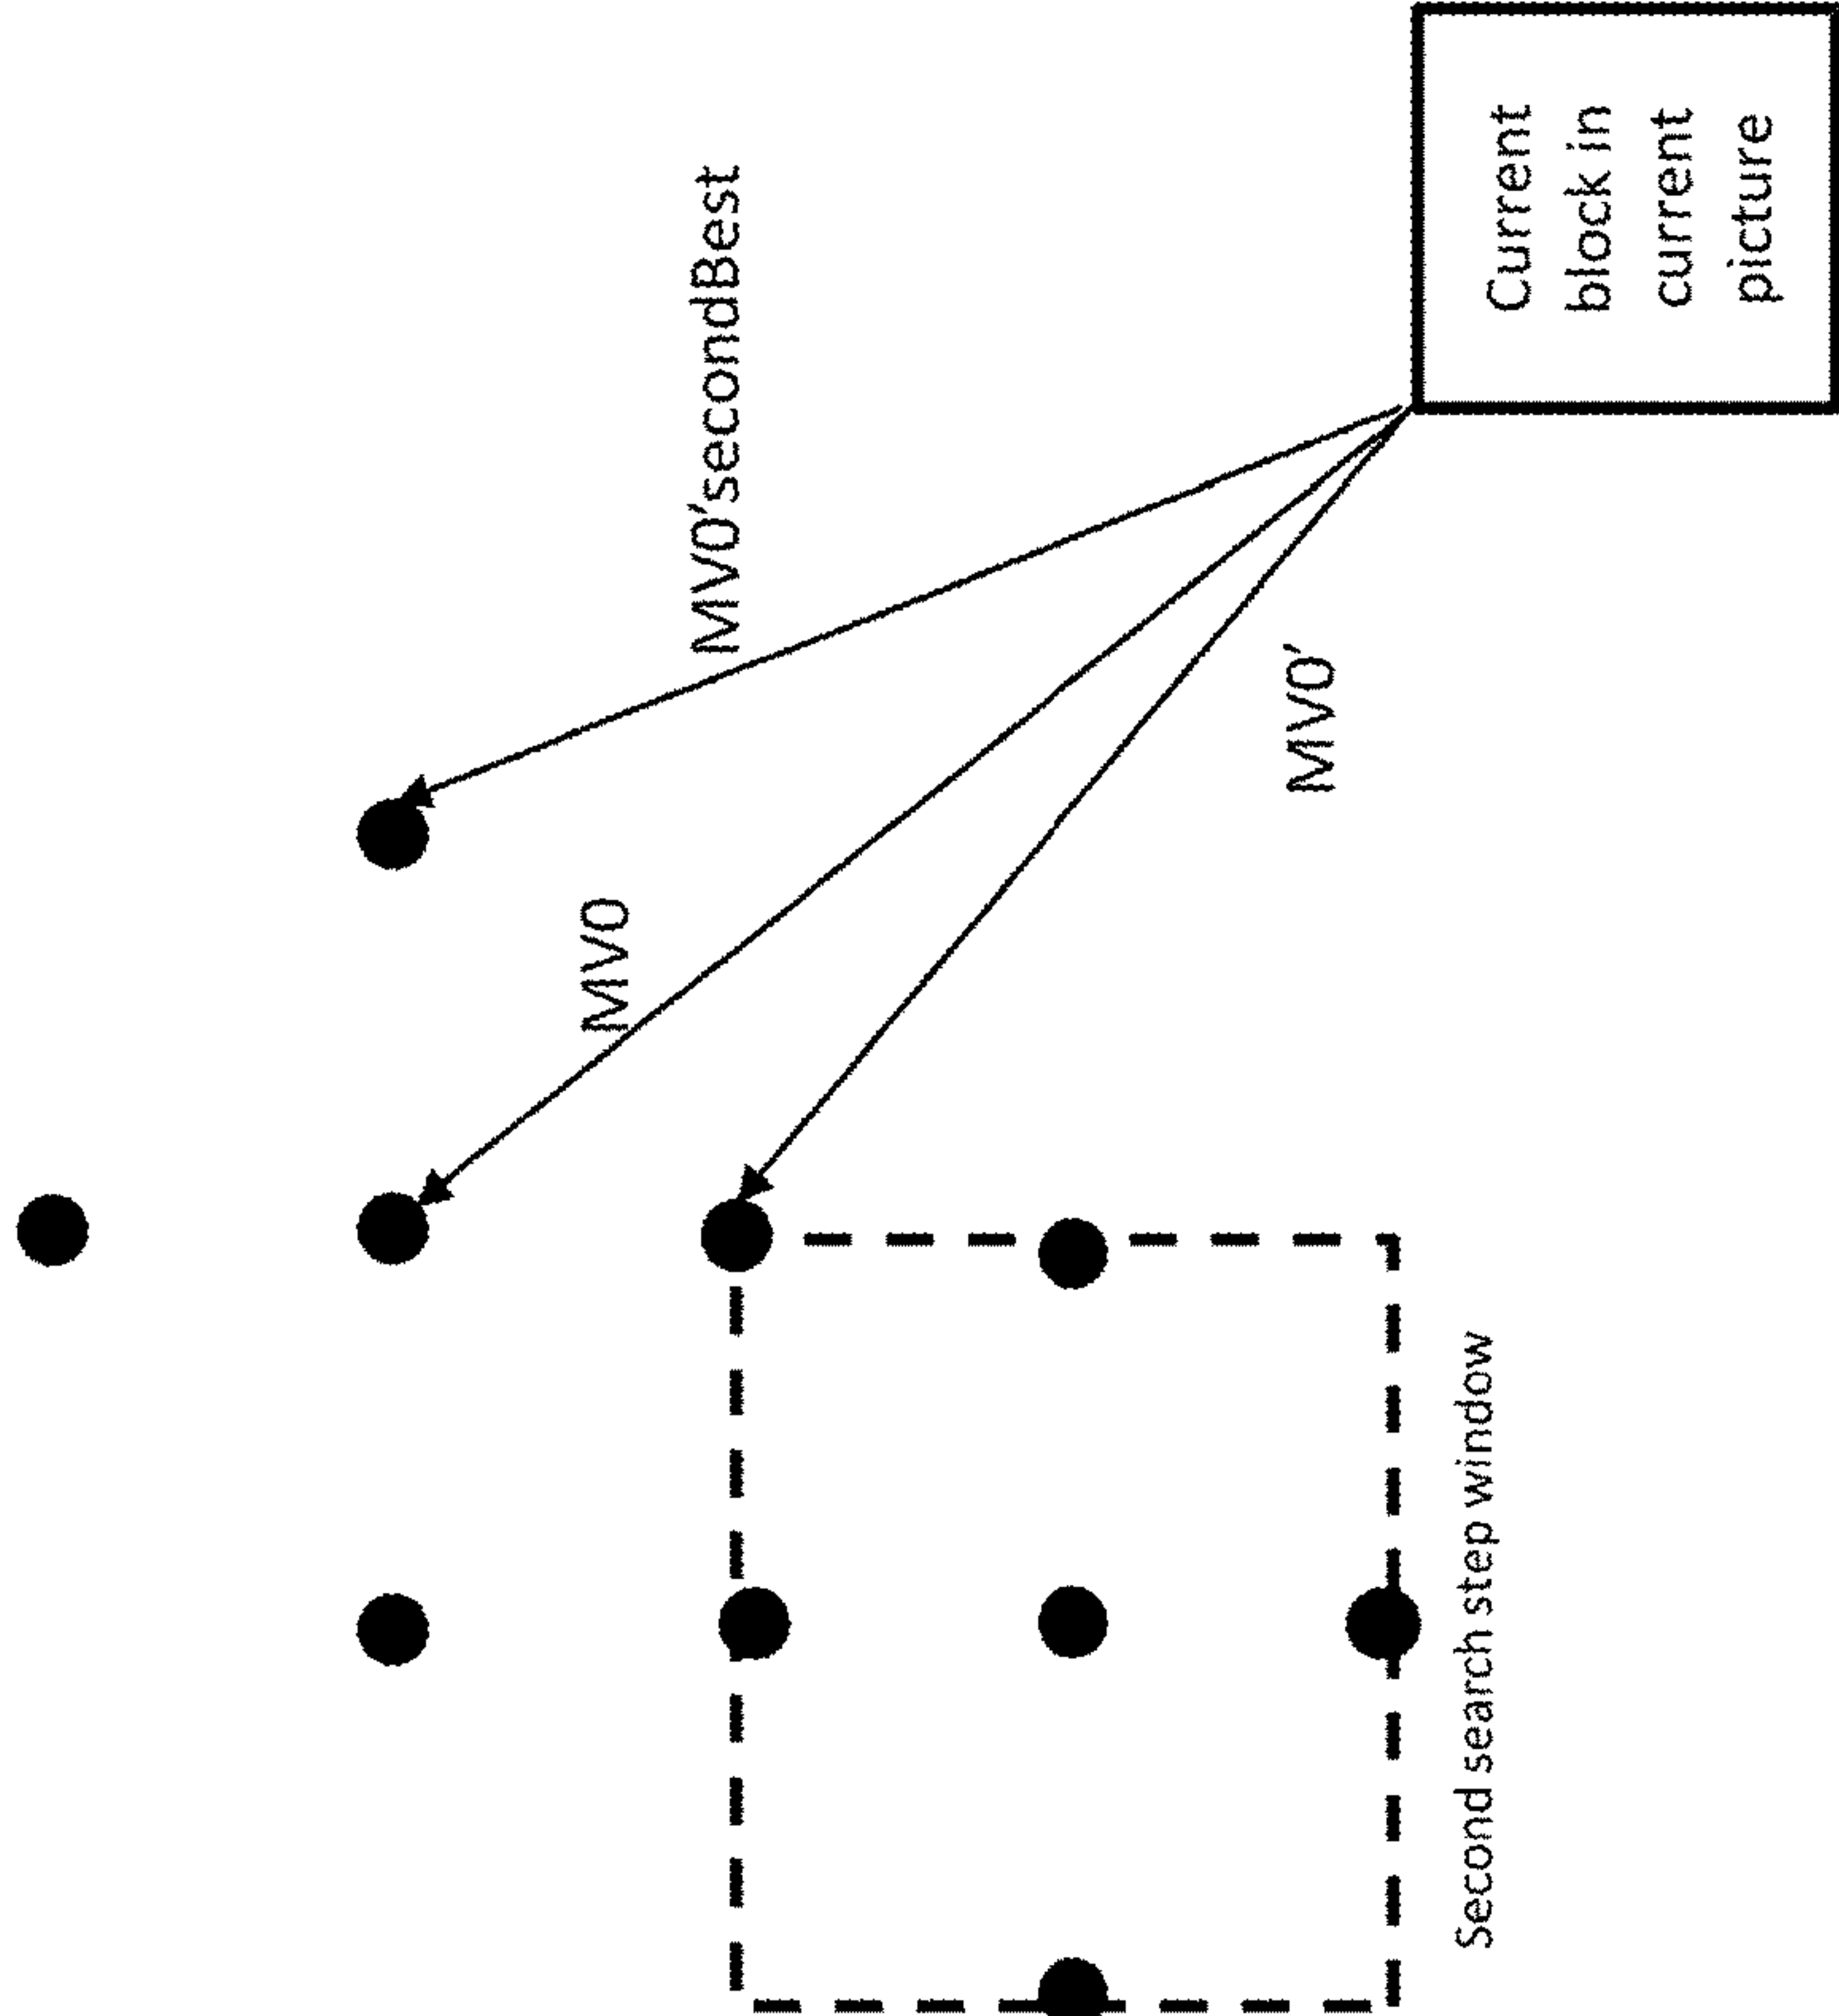 Second search step window
MV0
MV0'
MV0'secondBest
Current
block in
current
picture